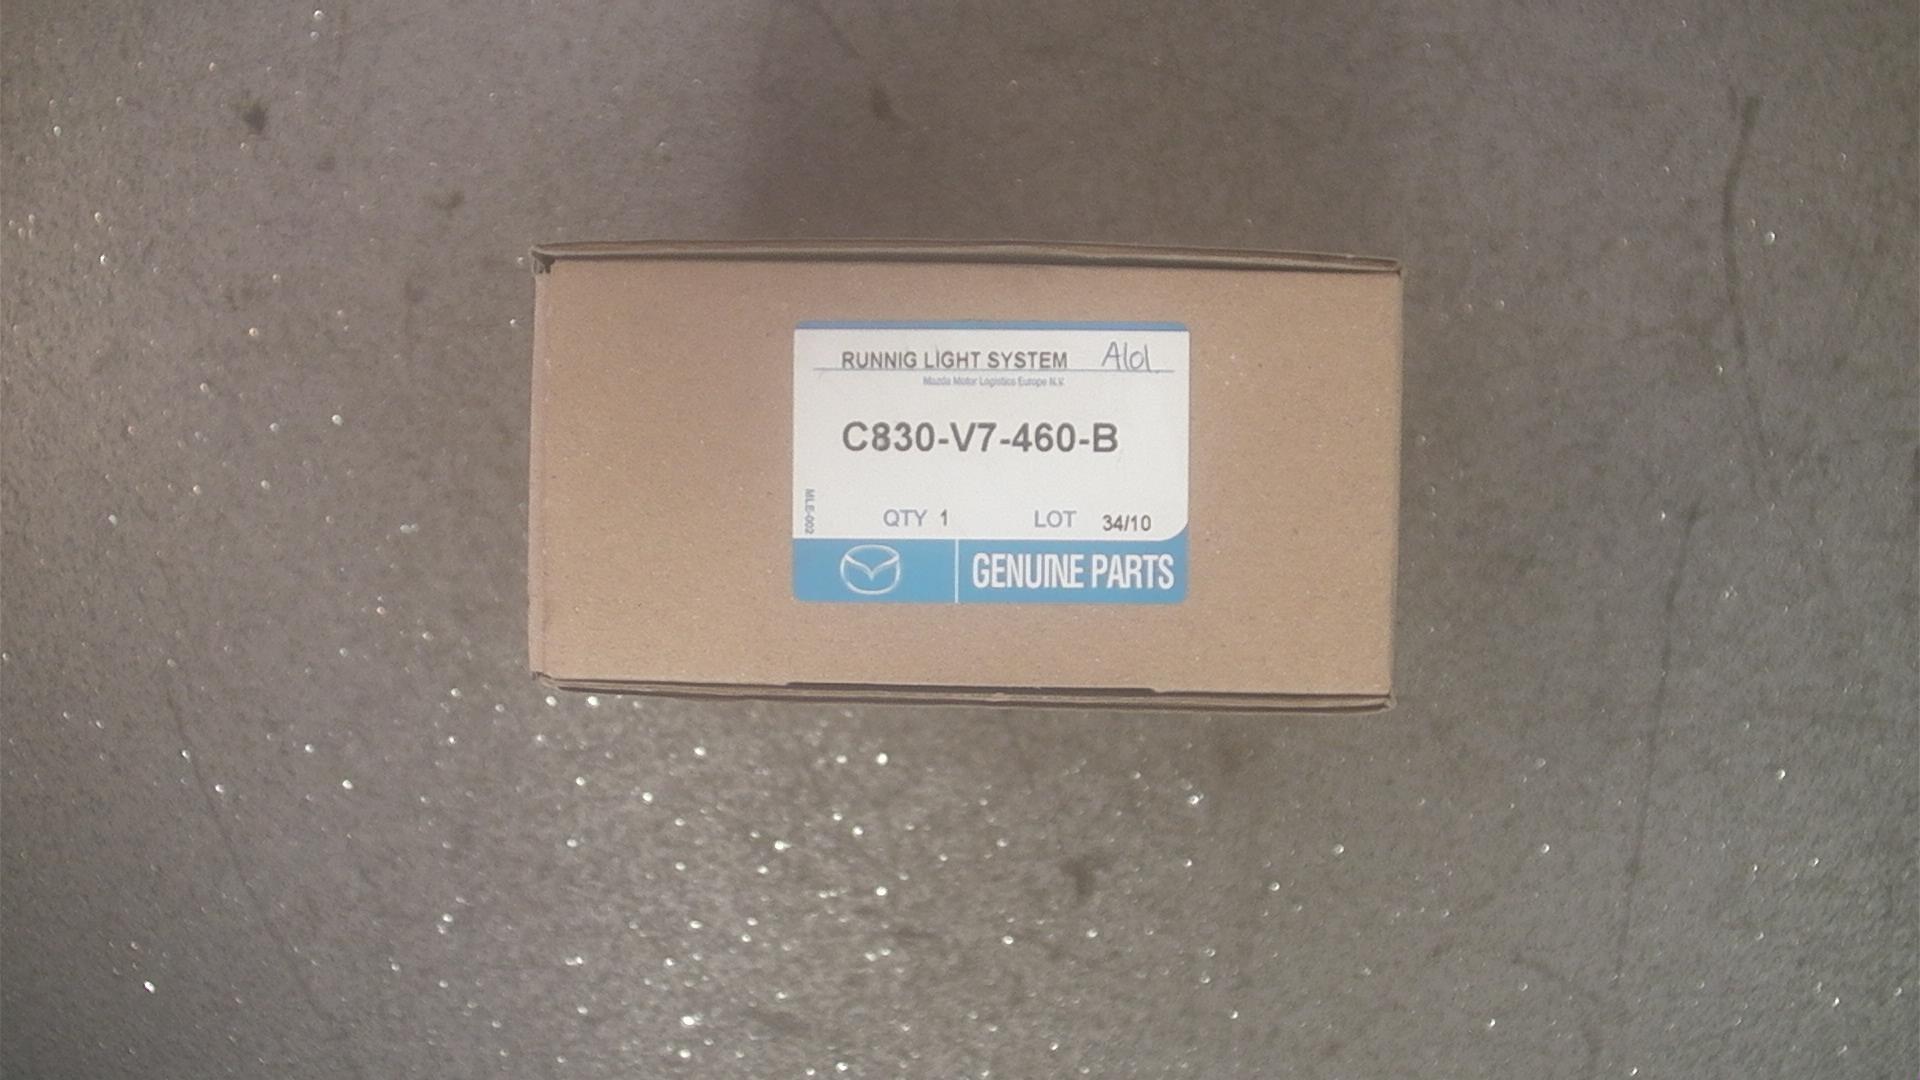 RUNNIG LIGHT SYSTEM A101
Mazda Motor Logistics Europe N.V.
C830-V7-460-B
MLE-002
QTY 1 LOT 34/10
GENUINE PARTS